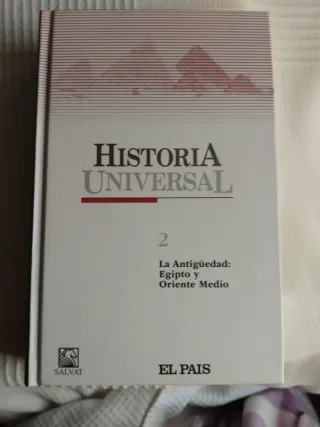 HISTORIA
UNIVERSAL
2
La Antigüedad:
Egipto y
Oriente Medio
SALVAT
EL PAIS